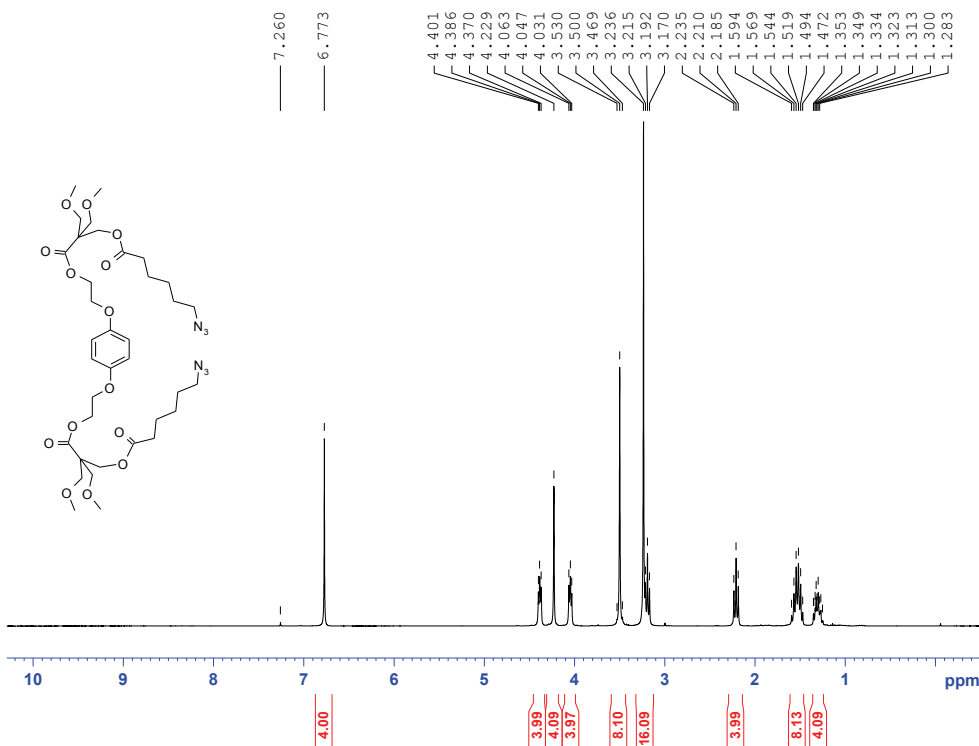 7.260
6.773
4.401
4.386
4.370
4.229
4.063
4.047
4.031
3.530
3.500
3.469
3.236
3.215
3.192
3.170
2.235
2.210
2.185
1.594
1.569
1.544
1.519
1.494
1.472
1.353
1.349
1.334
1.323
1.313
1.300
1.283
O O
O
O O
O
N3
O
N3
O
O
O
O
O
O O
10 9 8 7 6 5 4 3 2 1 ppm
4.00
3.99
4.09
3.97
8.10
16.09
3.99
8.13
4.09